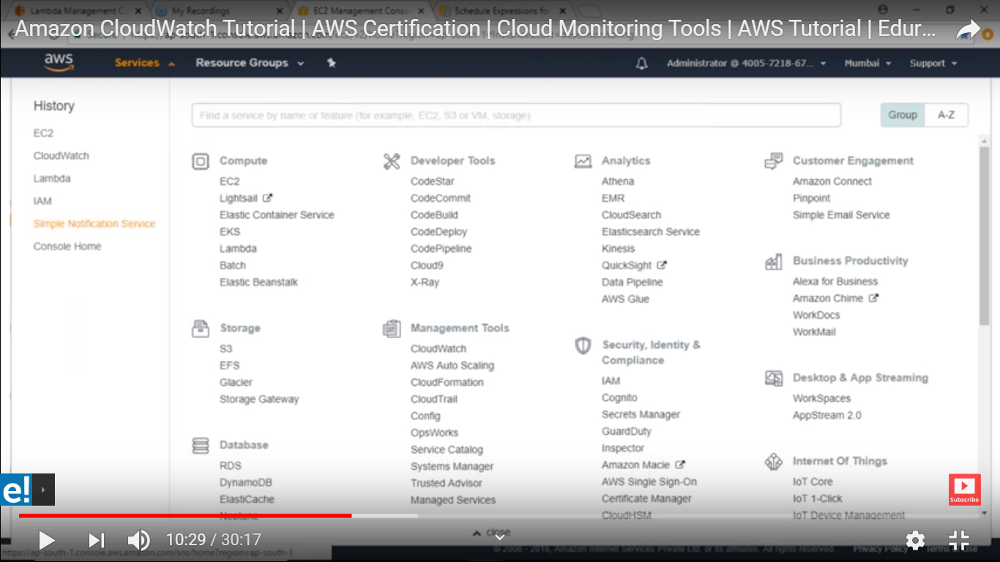 Lambda Management Co
My Recordings
EC2 Management Consol
Schedule Expressions for
Amazon CloudWatch Tutorial | AWS Certification | Cloud Monitoring Tools | AWS Tutorial | Edur...
aws
Services
Resource Groups
Administrator @ 4005-7218-67...
Mumbai
Support
History
EC2
CloudWatch
Lambda
IAM
Simple Notification Service
Console Home
Find a service by name or feature (for example, EC2, S3 or VM, storage).
Group
A-Z
Compute
EC2
Lightsail
Elastic Container Service
EKS
Lambda
Batch
Elastic Beanstalk
Storage
S3
EFS
Glacier
Storage Gateway
Database
RDS
DynamoDB
ElastiCache
Neptune
Developer Tools
CodeStar
CodeCommit
CodeBuild
CodeDeploy
CodePipeline
Cloud9
X-Ray
Management Tools
CloudWatch
AWS Auto Scaling
CloudFormation
CloudTrail
Config
OpsWorks
Service Catalog
Systems Manager
Trusted Advisor
Managed Services
Analytics
Athena
EMR
CloudSearch
Elasticsearch Service
Kinesis
QuickSight
Data Pipeline
AWS Glue
Security, Identity &
Compliance
IAM
Cognito
Secrets Manager
GuardDuty
Inspector
Amazon Macie
AWS Single Sign-On
Certificate Manager
CloudHSM
Customer Engagement
Amazon Connect
Pinpoint
Simple Email Service
Business Productivity
Alexa for Business
Amazon Chime
WorkDocs
WorkMail
Desktop & App Streaming
WorkSpaces
AppStream 2.0
Internet Of Things
IoT Core
IoT 1-Click
IoT Device Management
e!
Subscribe
close
10:29 / 30:17
https://ap-south-1.console.aws.amazon.com/sns/home?region=ap-south-1
© 2008 - 2018, Amazon Internet Services Private Ltd. or its affiliates. All rights reserved.
Privacy Policy
Terms of Use